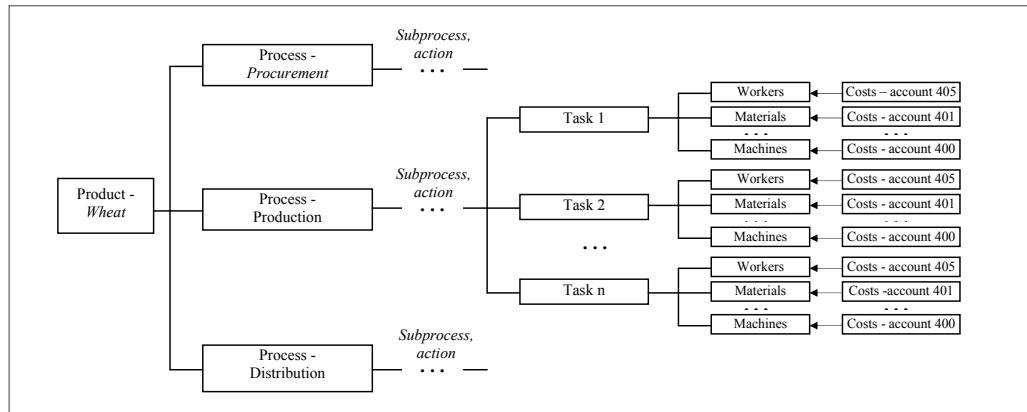 Subprocess,
action
. . .
Process -
Procurement
Product -
Wheat
Subprocess,
action
. . .
Process -
Production
Task 1
Workers
Costs – account 405
Materials
Costs - account 401
. . .
. . .
Machines
Costs - account 400
Task 2
Workers
Costs - account 405
Materials
Costs - account 401
. . .
. . .
Machines
Costs - account 400
. . .
Task n
Workers
Costs - account 405
Materials
Costs -account 401
. . .
. . .
Machines
Costs - account 400
Subprocess,
action
. . .
Process -
Distribution